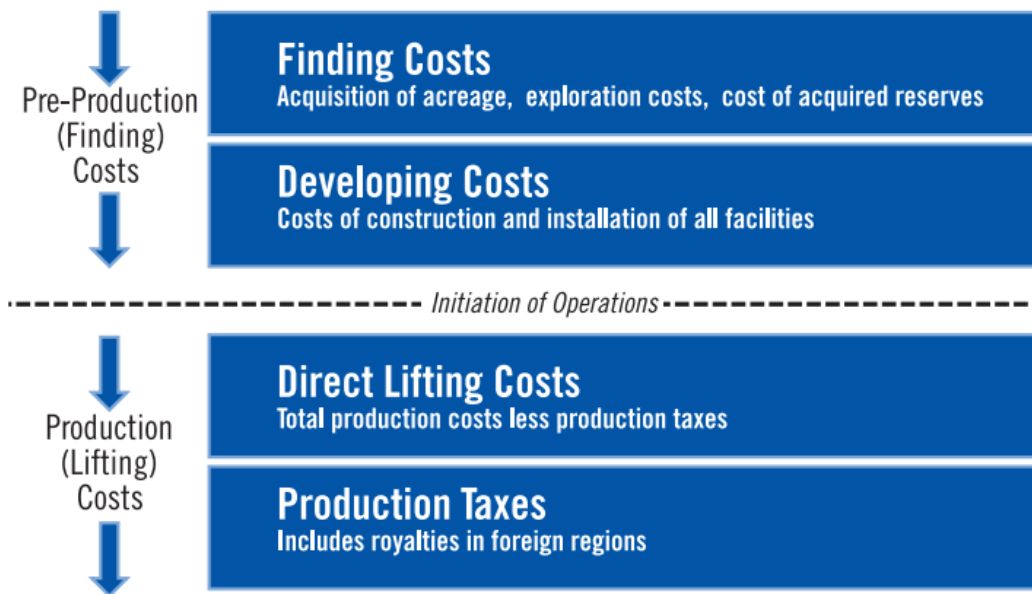 Pre-Production
(Finding)
Costs
Finding Costs
Acquisition of acreage, exploration costs, cost of acquired reserves
Developing Costs
Costs of construction and installation of all facilities
Initiation of Operations
Production
(Lifting)
Costs
Direct Lifting Costs
Total production costs less production taxes
Production Taxes
Includes royalties in foreign regions